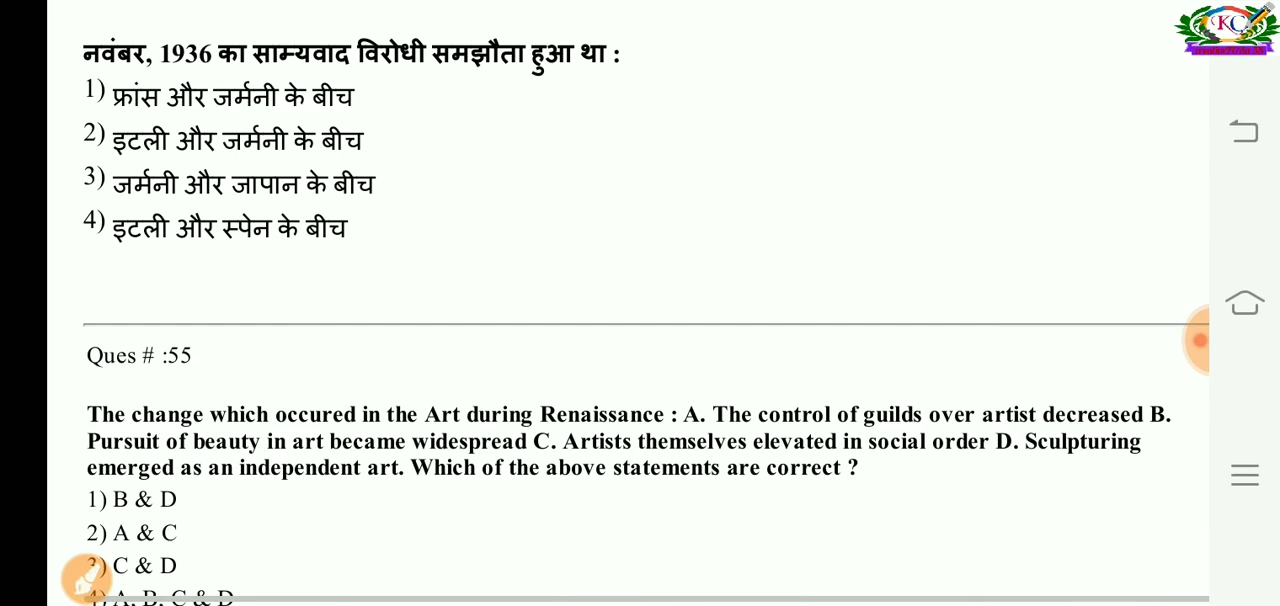 नवंबर, 1936 का साम्यवाद विरोधी समझौता हुआ था :
1) फ्रांस और जर्मनी के बीच
2) इटली और जर्मनी के बीच
3) जर्मनी और जापान के बीच
4) इटली और स्पेन के बीच
Ques # :55
The change which occured in the Art during Renaissance : A. The control of guilds over artist decreased B.
Pursuit of beauty in art became widespread C. Artists themselves elevated in social order D. Sculpturing
emerged as an independent art. Which of the above statements are correct ?
1) B & D
2) A & C
3) C & D
4) A, B, C & D
KC